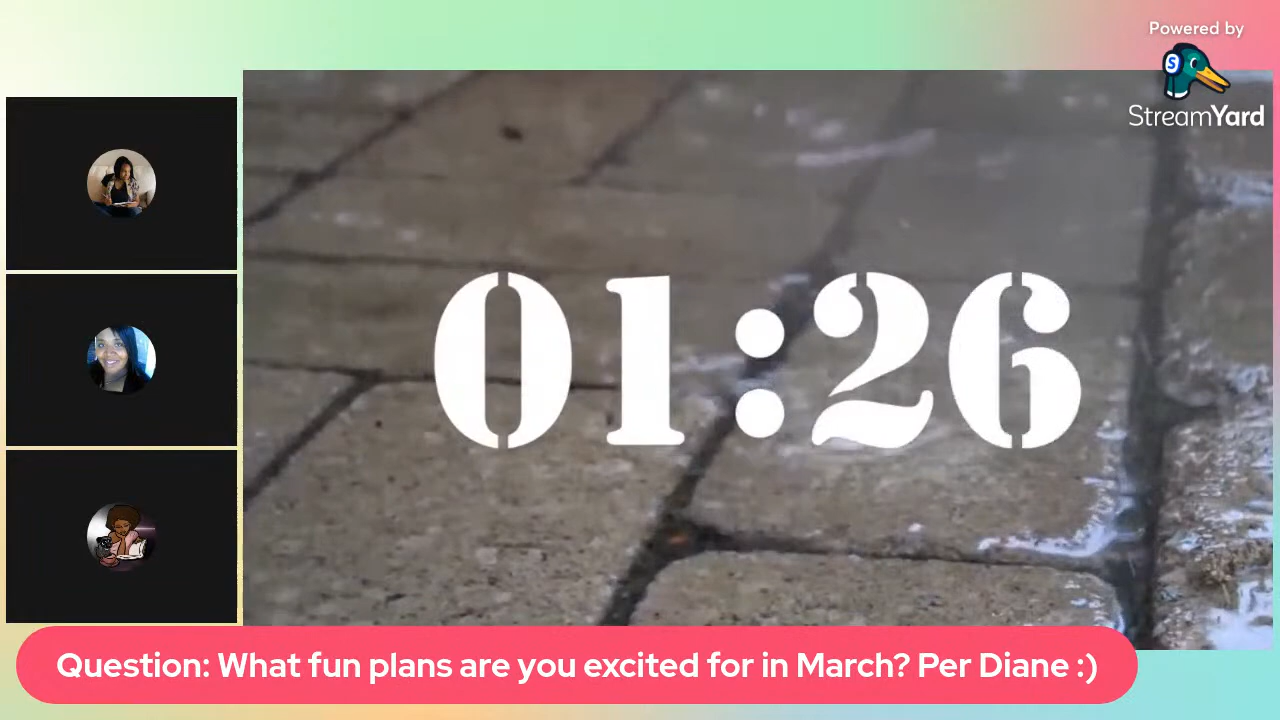 Powered by
S
StreamYard
01:26
Question: What fun plans are you excited for in March? Per Diane :)